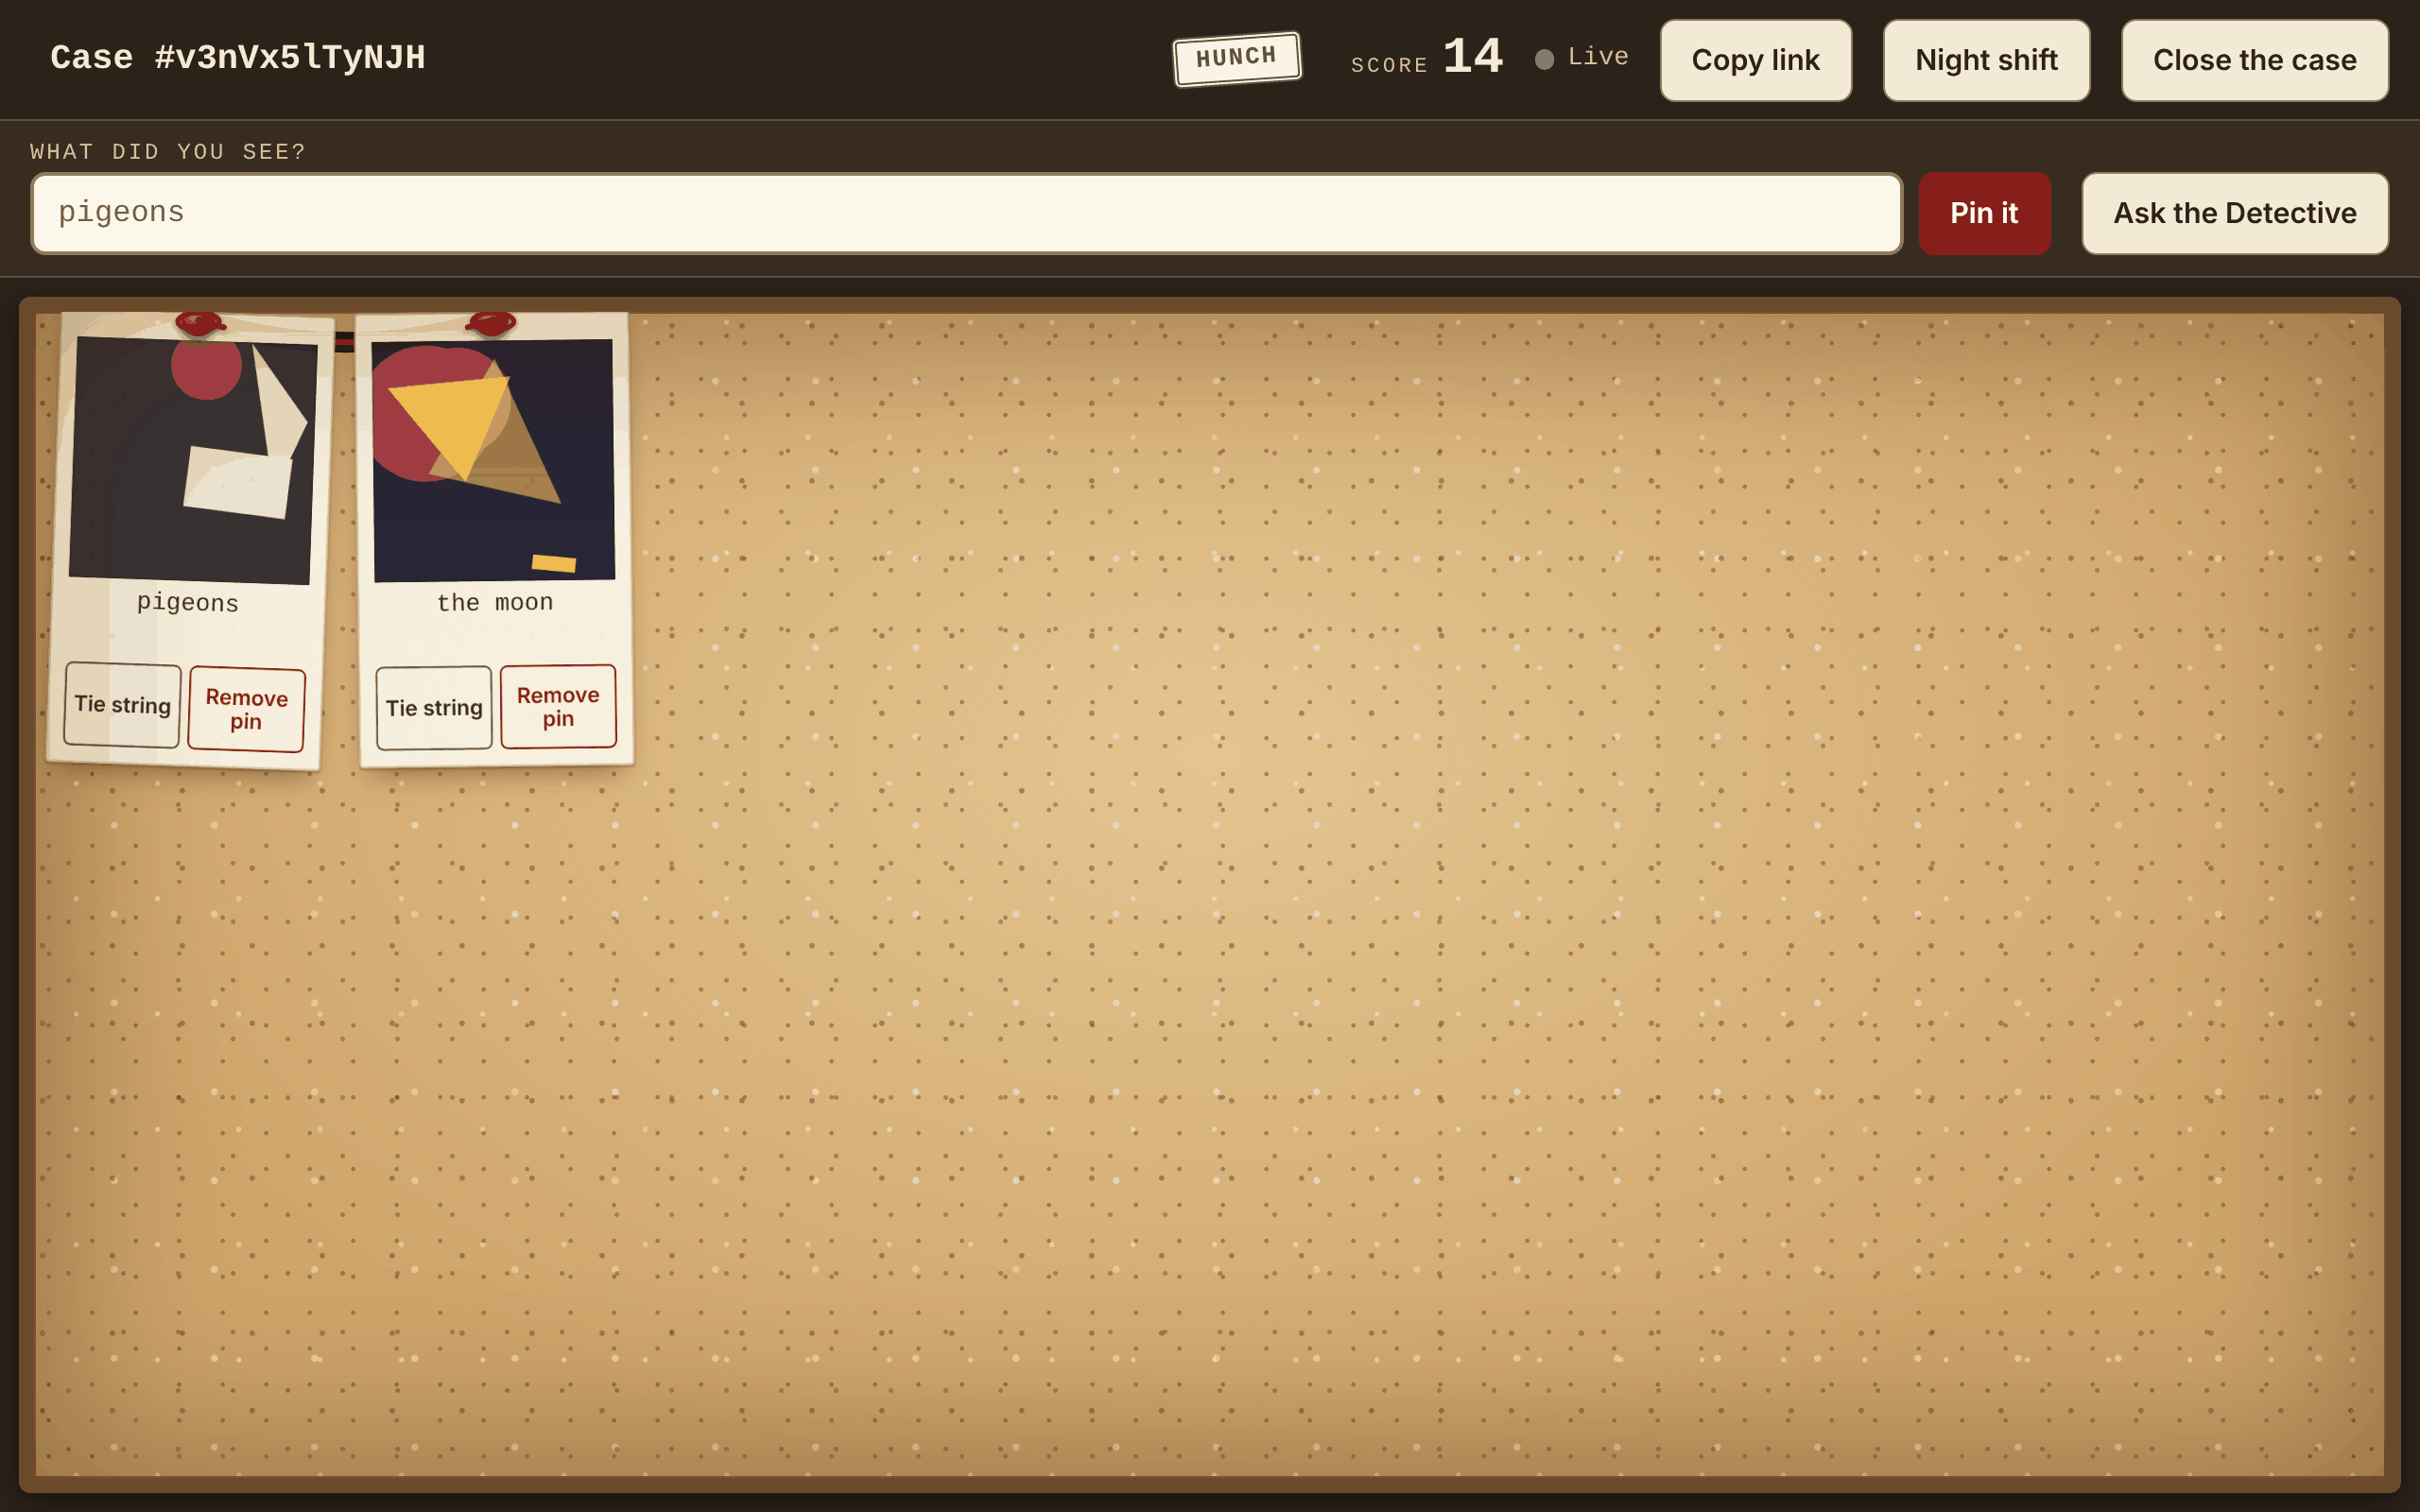 Case #v3nVx5lTyNJH
HUNCH
SCORE 14
Live
Copy link
Night shift
Close the case
WHAT DID YOU SEE?
pigeons
Pin it
Ask the Detective
pigeons
Tie string
Remove
pin
the moon
Tie string
Remove
pin